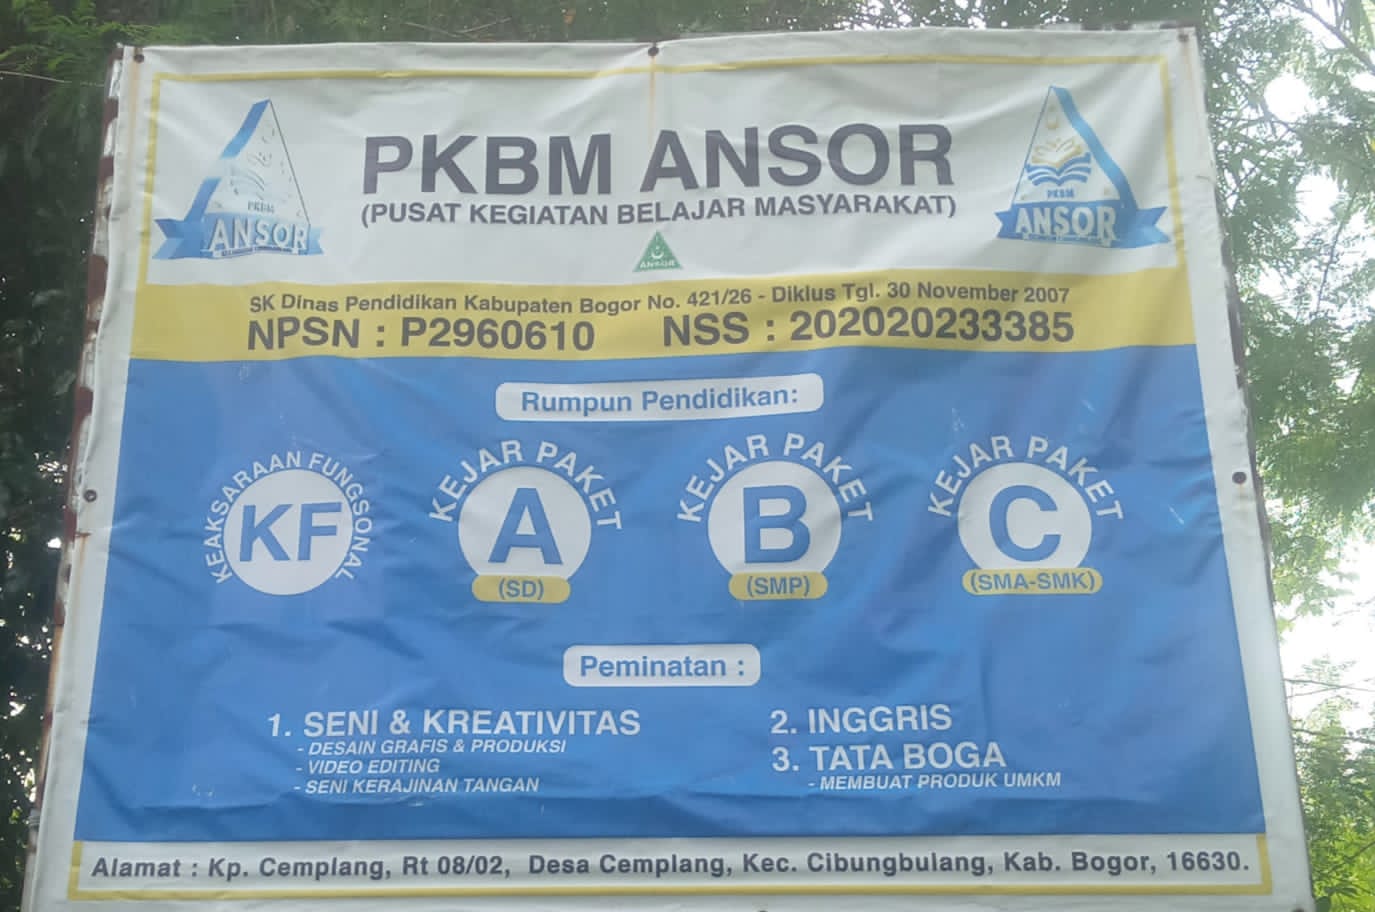 PKBM ANSOR
(PUSAT KEGIATAN BELAJAR MASYARAKAT)
PKBM
ANSOR
PKBM
ANSOR
ANSOR
SK Dinas Pendidikan Kabupaten Bogor No. 421/26 - Diklus Tgl. 30 November 2007
NPSN : P2960610 NSS : 202020233385
Rumpun Pendidikan:
KEAKSARAAN FUNGSONAL
KF
KEJAR PAKET
A
(SD)
KEJAR PAKET
B
(SMP)
KEJAR PAKET
C
(SMA-SMK)
Peminatan :
1. SENI & KREATIVITAS
- DESAIN GRAFIS & PRODUKSI
- VIDEO EDITING
- SENI KERAJINAN TANGAN
2. INGGRIS
3. TATA BOGA
- MEMBUAT PRODUK UMKM
Alamat : Kp. Cemplang, Rt 08/02, Desa Cemplang, Kec. Cibungbulang, Kab. Bogor, 16630.